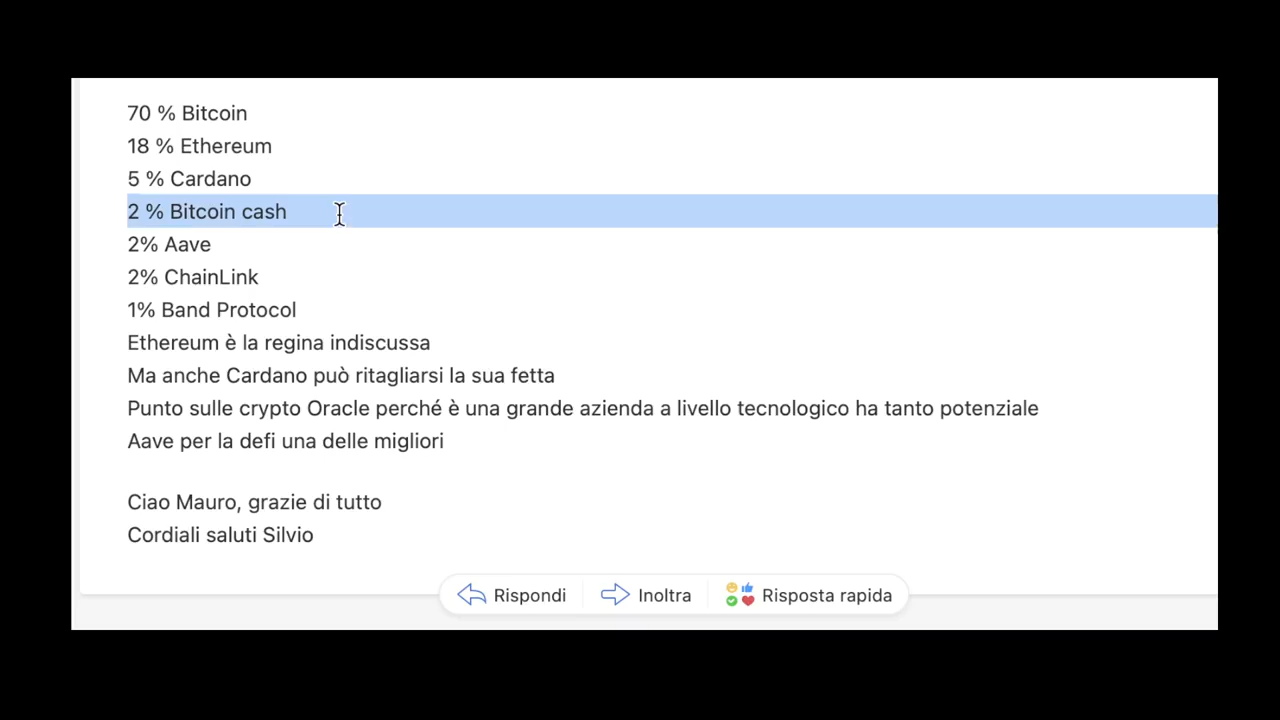 70 % Bitcoin
18 % Ethereum
5 % Cardano
2 % Bitcoin cash
2% Aave
2% ChainLink
1% Band Protocol
Ethereum è la regina indiscussa
Ma anche Cardano può ritagliarsi la sua fetta
Punto sulle crypto Oracle perché è una grande azienda a livello tecnologico ha tanto potenziale
Aave per la defi una delle migliori
Ciao Mauro, grazie di tutto
Cordiali saluti Silvio
Rispondi Inoltra Risposta rapida